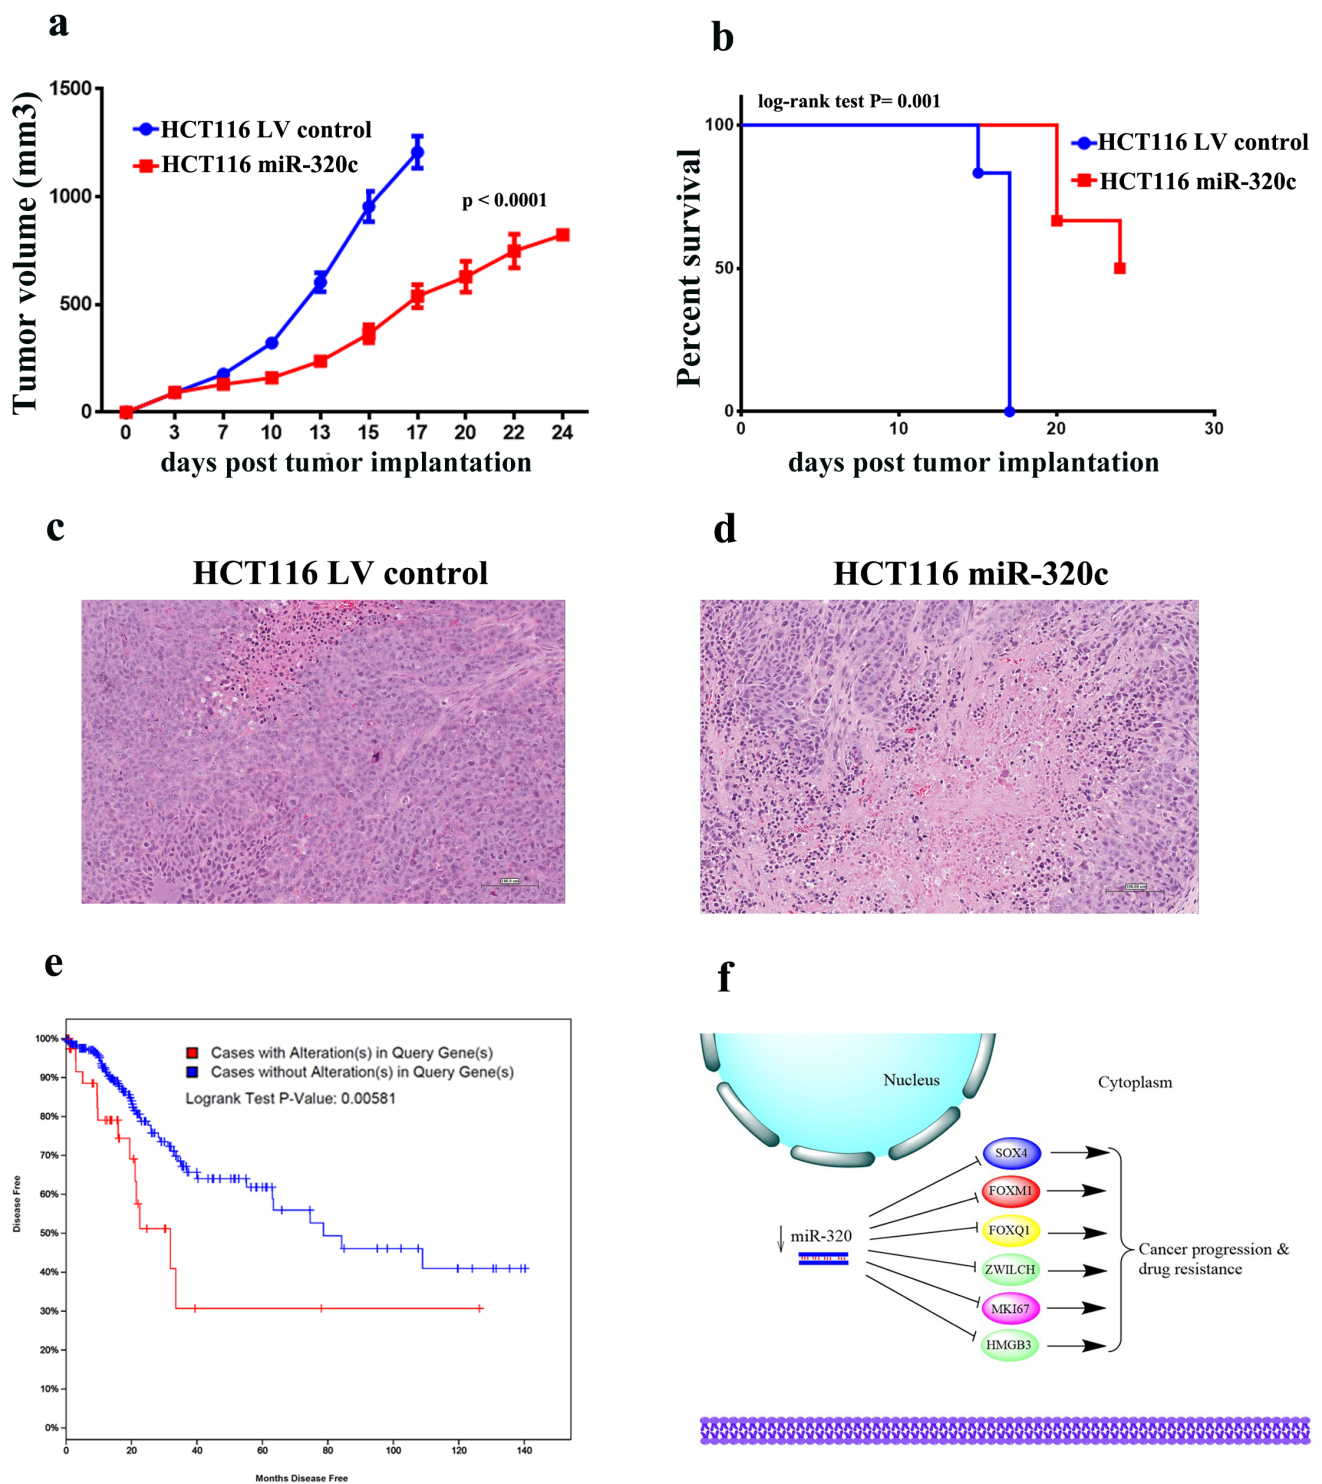 a
1500
1000
500
0
Tumor volume (mm3)
HCT116 LV control
HCT116 miR-320c
p < 0.0001
0 3 7 10 13 15 17 20 22 24
days post tumor implantation
b
log-rank test P= 0.001
100
50
0
Percent survival
HCT116 LV control
HCT116 miR-320c
0 10 20 30
days post tumor implantation
c
HCT116 LV control
d
HCT116 miR-320c
e
100%
90%
80%
70%
60%
50%
40%
30%
20%
10%
0%
Disease Free
Cases with Alteration(s) in Query Gene(s)
Cases without Alteration(s) in Query Gene(s)
Logrank Test P-Value: 0.00581
0 20 40 60 80 100 120 140
Months Disease Free
f
Nucleus
Cytoplasm
miR-320
SOX4
FOXM1
FOXQ1
ZWILCH
MKI67
HMGB3
Cancer progression &
drug resistance